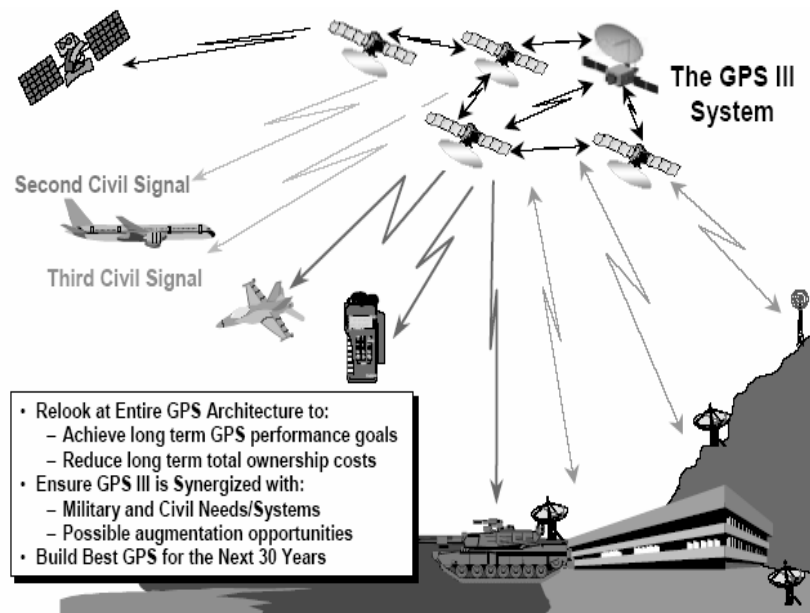 The GPS III
System
Second Civil Signal
Third Civil Signal
• Relook at Entire GPS Architecture to:
– Achieve long term GPS performance goals
– Reduce long term total ownership costs
• Ensure GPS III is Synergized with:
– Military and Civil Needs/Systems
– Possible augmentation opportunities
• Build Best GPS for the Next 30 Years